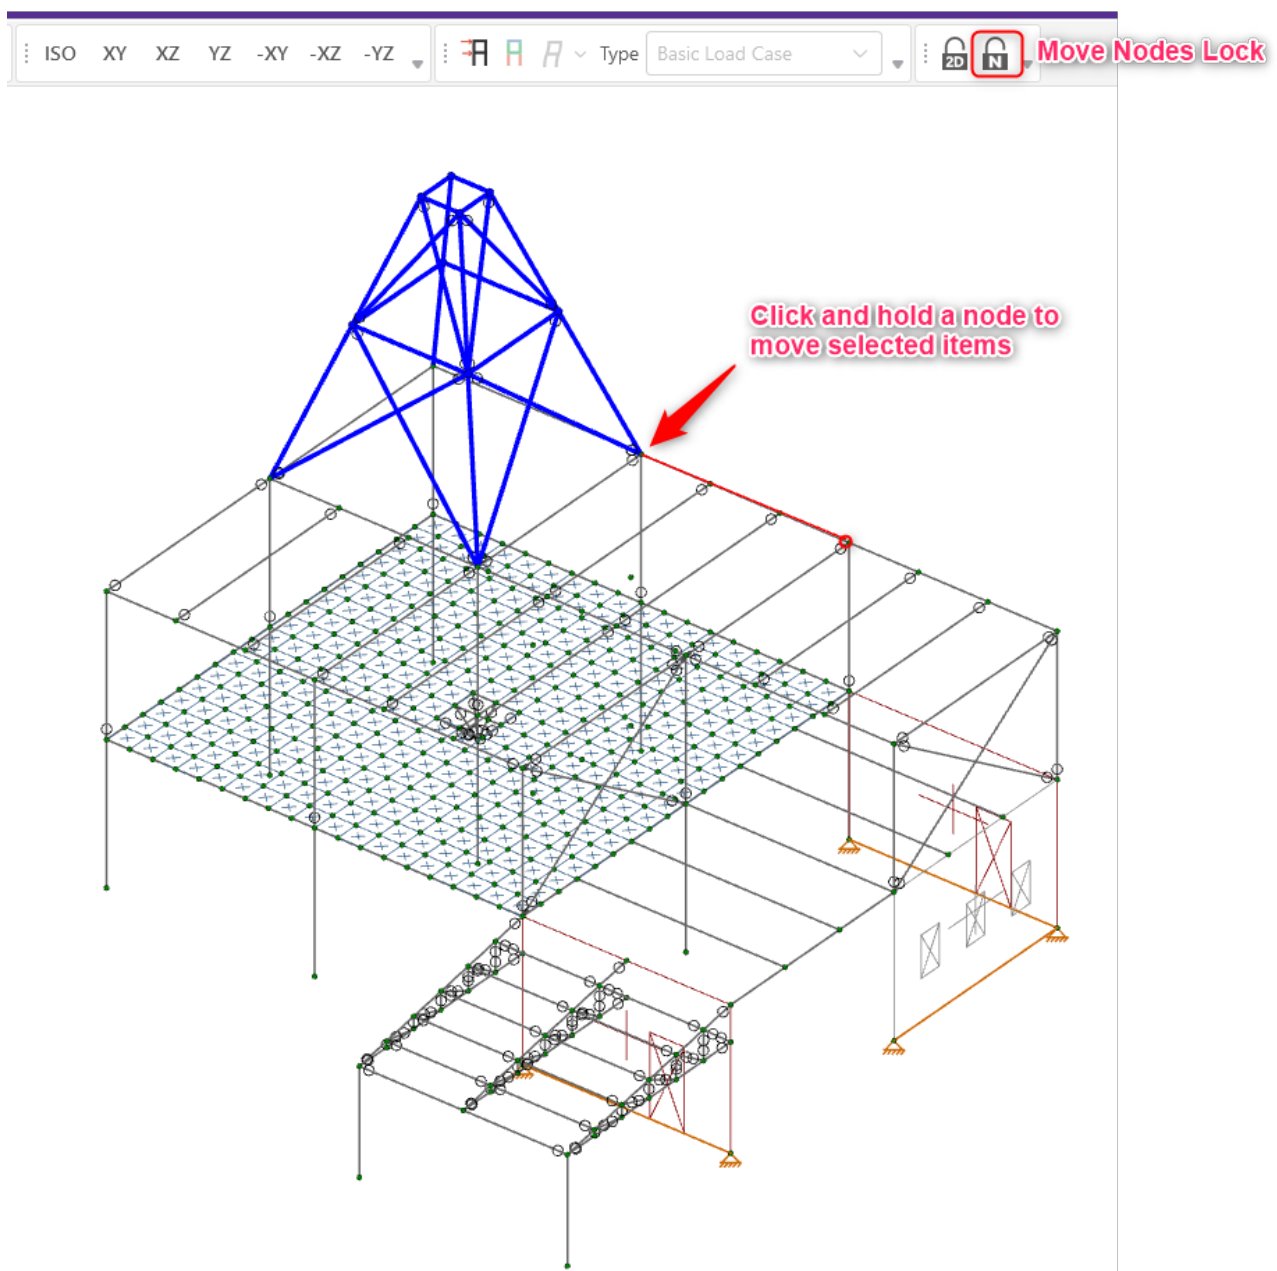 ISO XY XZ YZ -XY -XZ -YZ Type Basic Load Case 2D N Move Nodes Lock
Click and hold a node to
move selected items